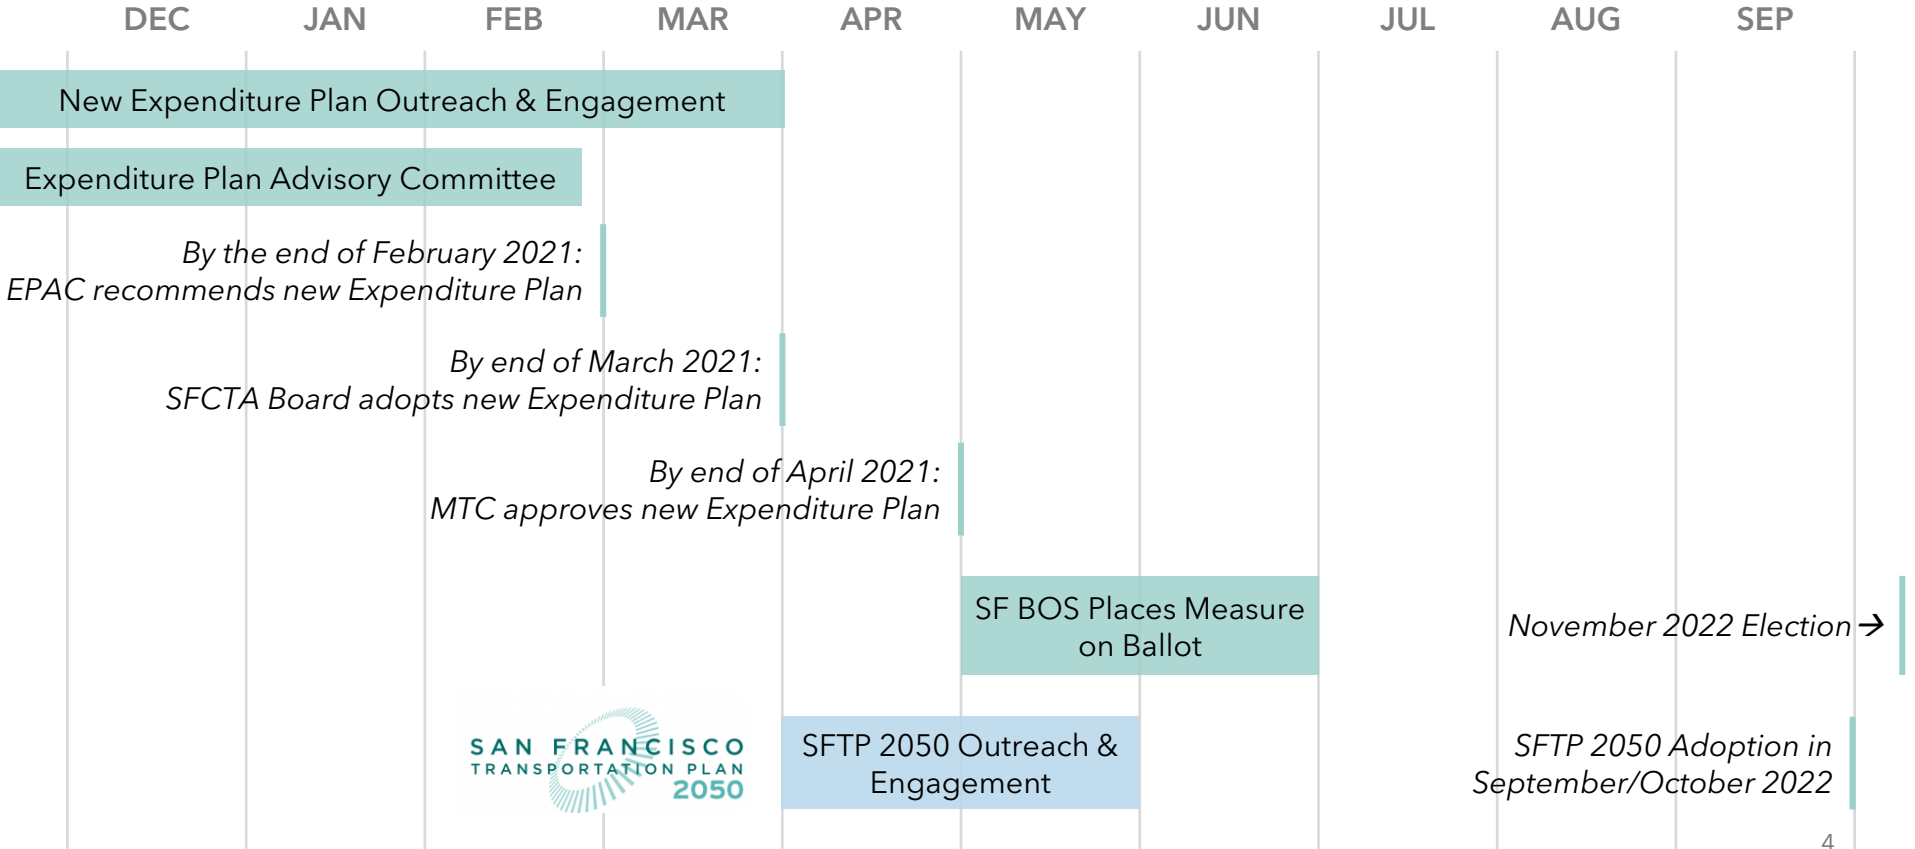 DEC JAN FEB MAR APR MAY JUN JUL AUG SEP
New Expenditure Plan Outreach & Engagement
Expenditure Plan Advisory Committee
By the end of February 2021:
EPAC recommends new Expenditure Plan
By end of March 2021:
SFCTA Board adopts new Expenditure Plan
By end of April 2021:
MTC approves new Expenditure Plan
SF BOS Places Measure
on Ballot
November 2022 Election →
SAN FRANCISCO
TRANSPORTATION PLAN
2050
SFTP 2050 Outreach &
Engagement
SFTP 2050 Adoption in
September/October 2022
4